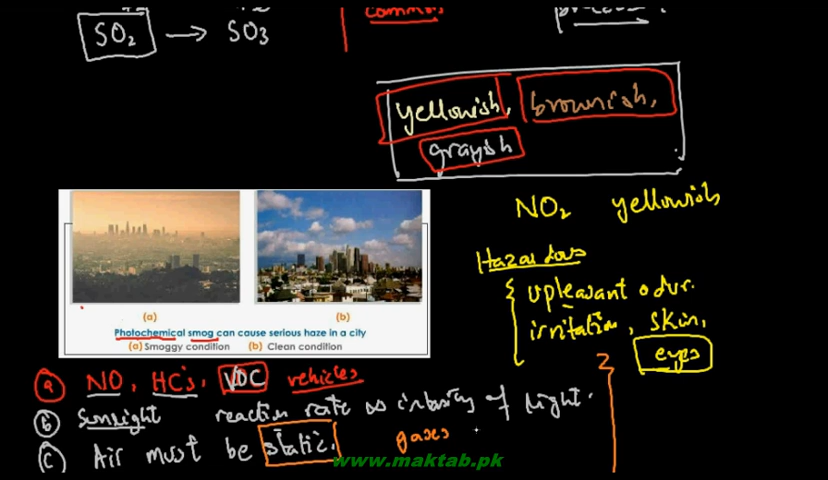 SO2 → SO3
common
yellowish, brownish,
grayish
NO2 yellowish
Hazardous
unpleasant odur.
irritation, skin,
eyes
(a) (b)
Photochemical smog can cause serious haze in a city
(a) Smoggy condition (b) Clean condition
(a) NO, HC's, VOC vehicles
(b) Sunlight reaction rate ∝ intensity of light.
(c) Air must be static. gases
www.maktab.pk